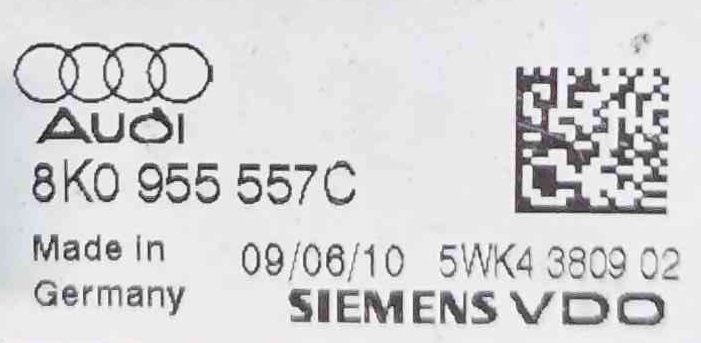 Audi
8K0 955 557C
Made in Germany
09/06/10 5WK4 3809 02
SIEMENS VDO